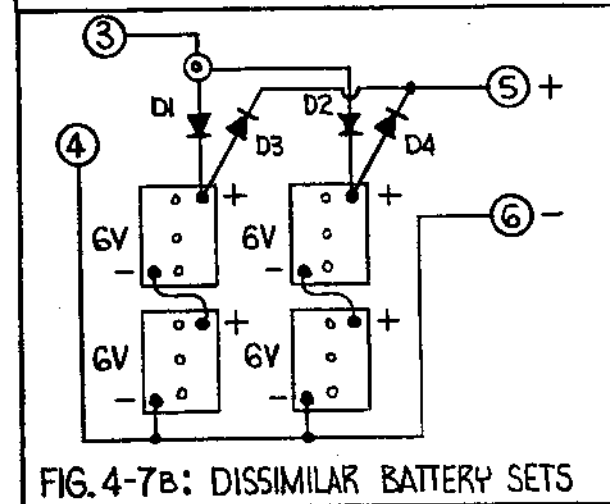 3
5 +
D1
D2
D3
D4
4
6 -
+
+
6V
6V
-
-
+
+
6V
6V
-
-
FIG. 4-7B: DISSIMILAR BATTERY SETS